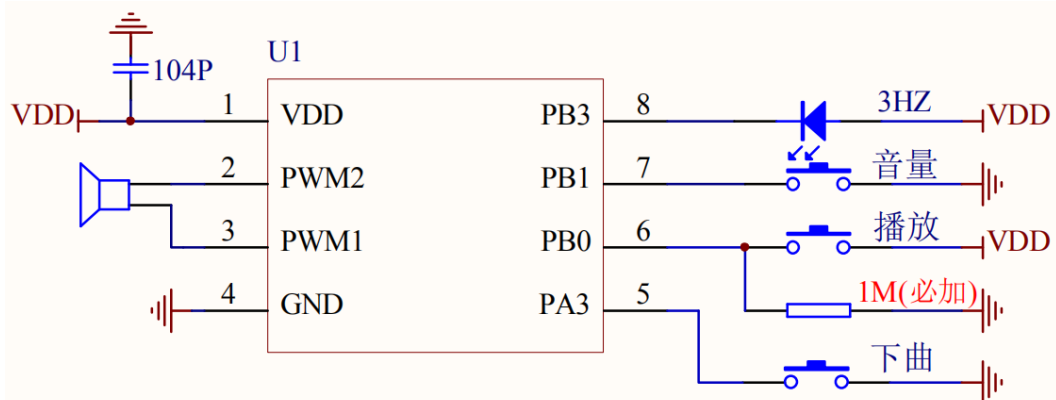 U1
104P
VDD 1 VDD PB3 8 3HZ VDD
2 PWM2 PB1 7 音量
3 PWM1 PB0 6 播放 VDD
4 GND PA3 5 1M(必加)
下曲